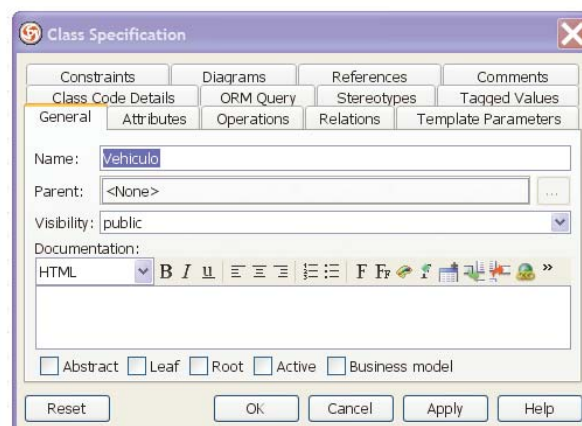 Class Specification
Constraints Diagrams References Comments
Class Code Details ORM Query Stereotypes Tagged Values
General Attributes Operations Relations Template Parameters
Name: Vehiculo
Parent: <None> ...
Visibility: public
Documentation:
HTML B I u F FF »
Abstract Leaf Root Active Business model
Reset OK Cancel Apply Help